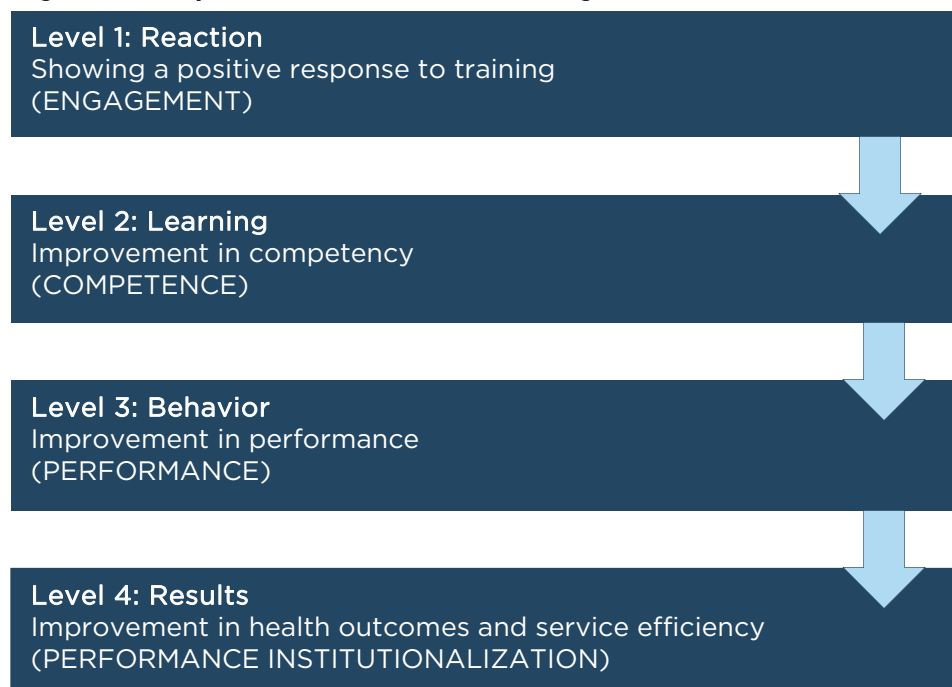 Level 1: Reaction
Showing a positive response to training
(ENGAGEMENT)
Level 2: Learning
Improvement in competency
(COMPETENCE)
Level 3: Behavior
Improvement in performance
(PERFORMANCE)
Level 4: Results
Improvement in health outcomes and service efficiency
(PERFORMANCE INSTITUTIONALIZATION)